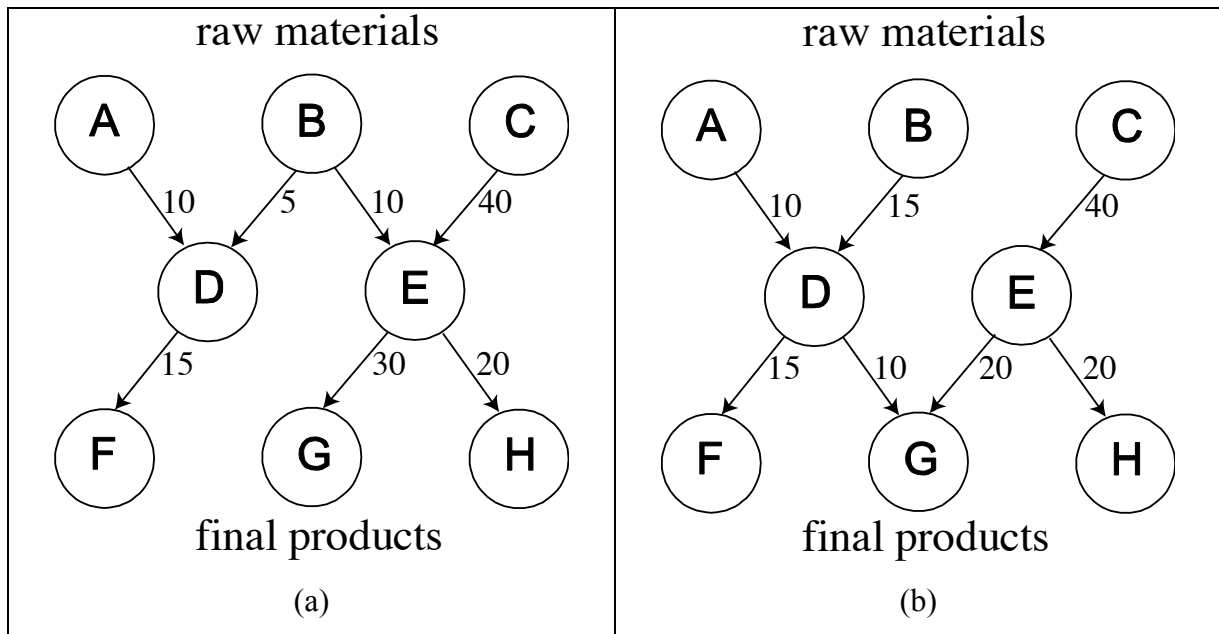 raw materials
A B C
10 5 10 40
D E
15 30 20
F G H
final products
(a)
raw materials
A B C
10 15 40
D E
15 10 20 20
F G H
final products
(b)